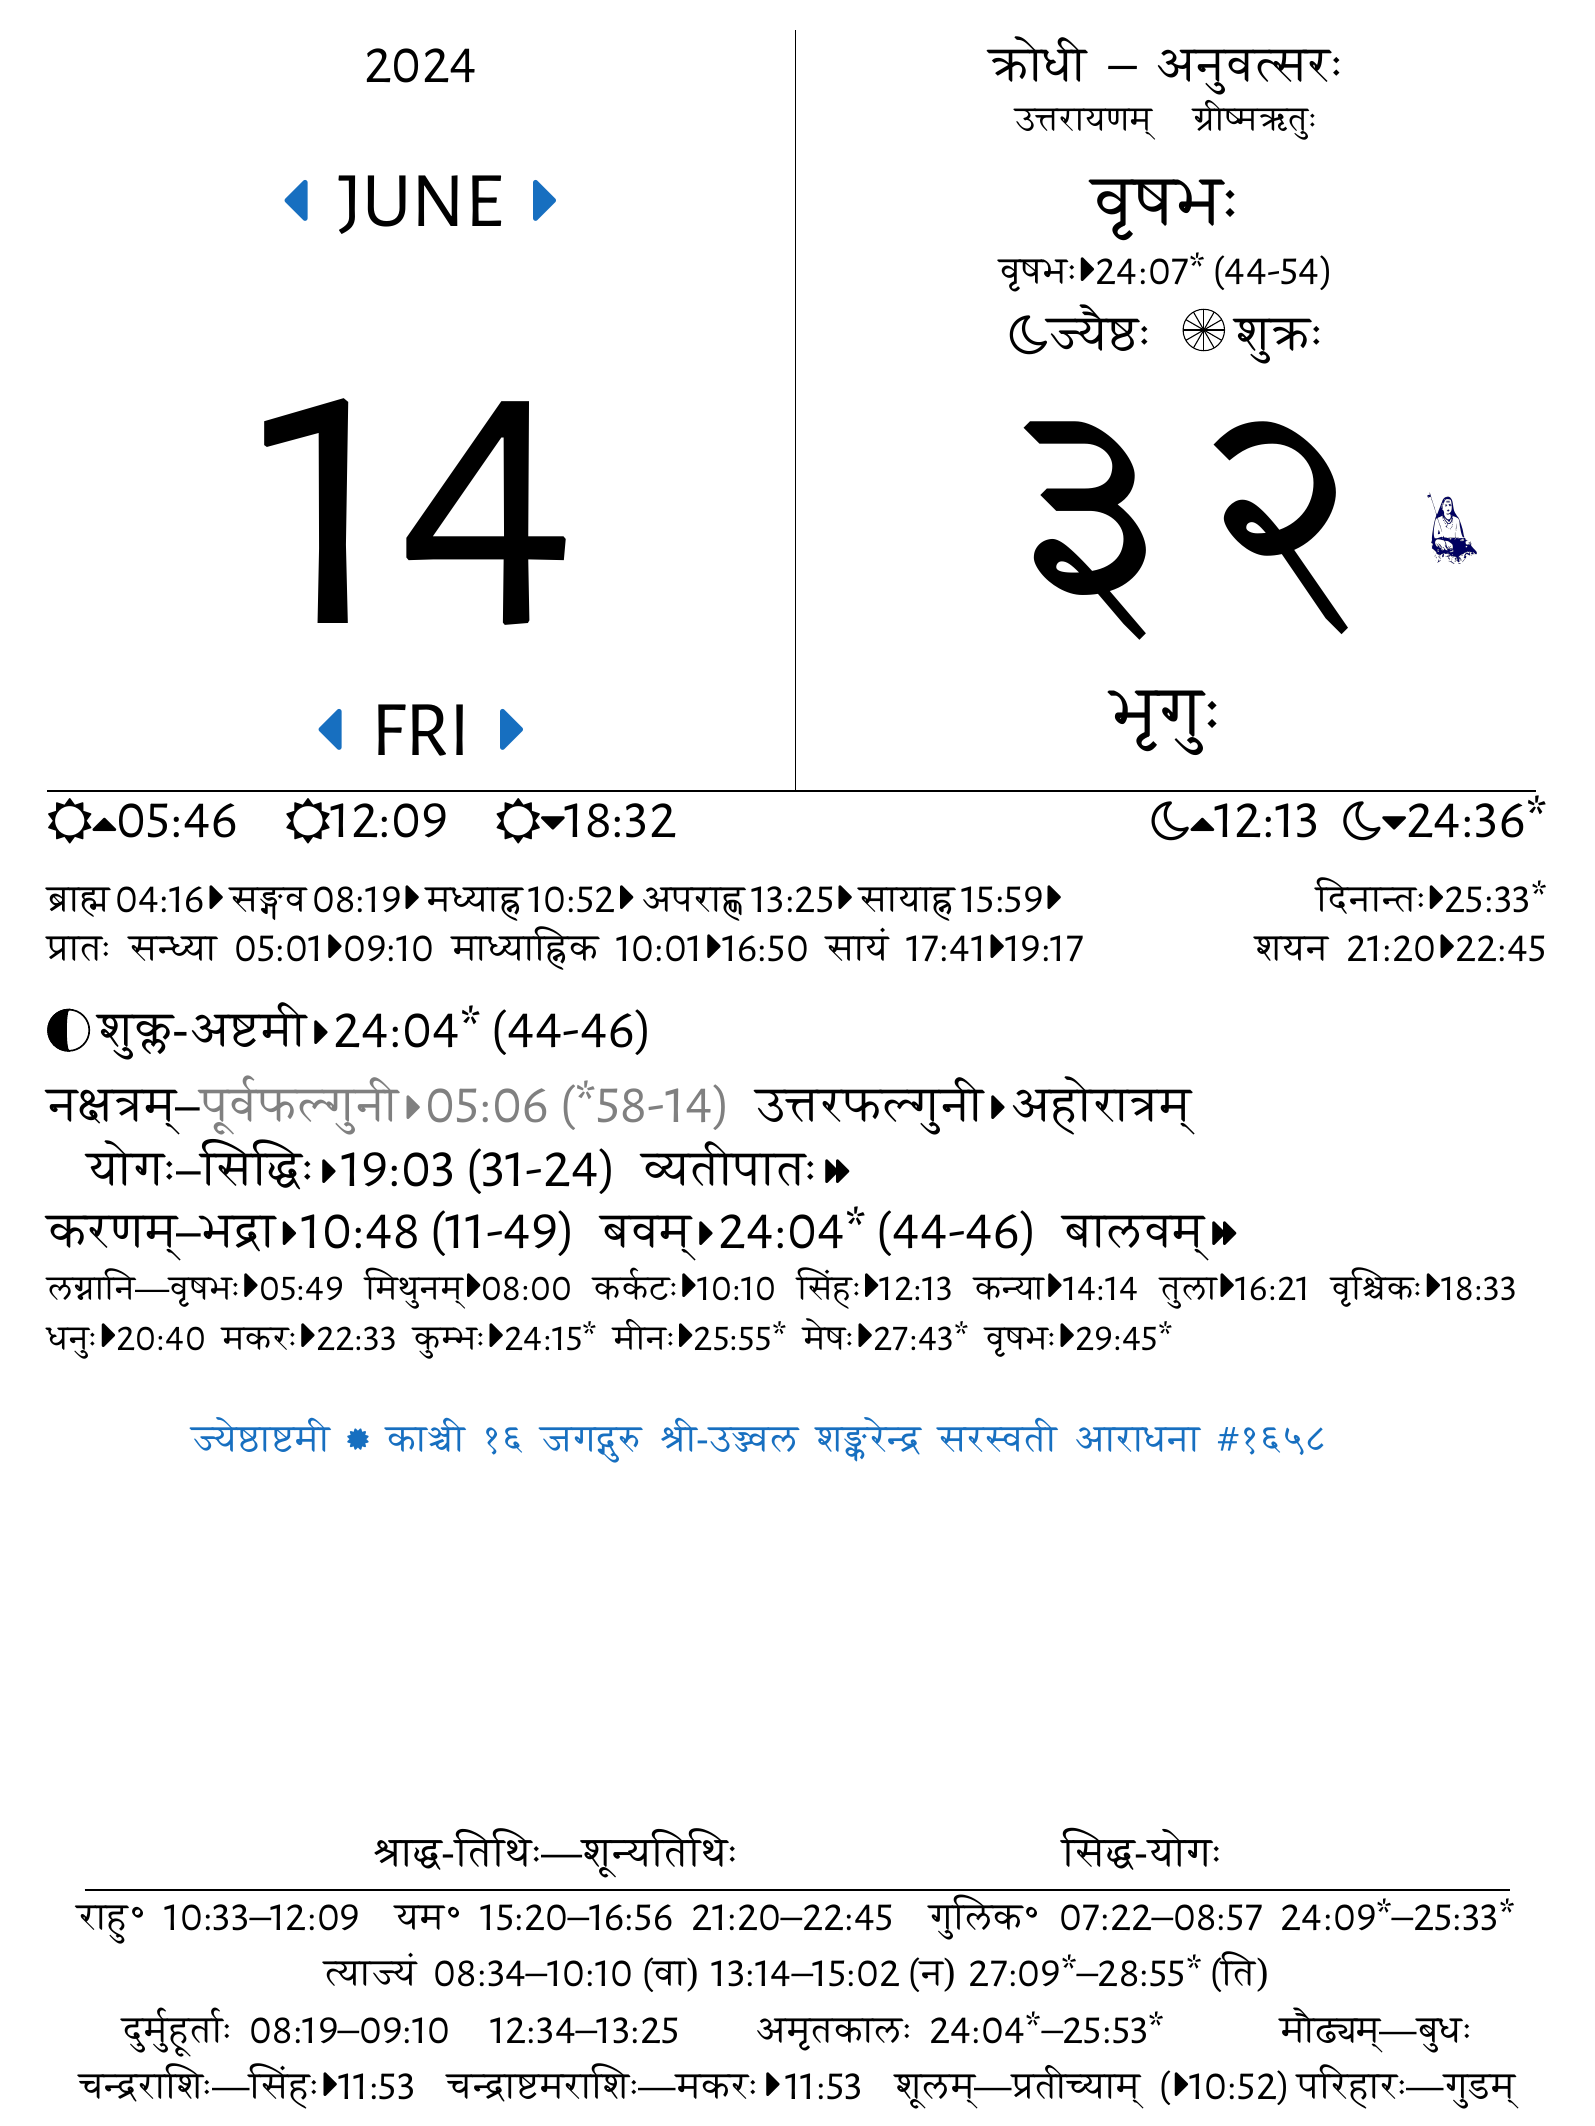 2024
JUNE
14
FRI
क्रोधी – अनुवत्सरः
उत्तरायणम् ग्रीष्मऋतुः
वृषभः
वृषभः24:07* (44-54)
ज्यैष्ठः शुक्रः
३२
भृगुः
05:46 12:09 18:32 12:13 24:36*
ब्राह्म 04:16 सङ्गव 08:19 मध्याह्न 10:52 अपराह्ण 13:25 सायाह्न 15:59 दिनान्तः25:33*
प्रातः सन्ध्या 05:01 09:10 माध्याह्निक 10:01 16:50 सायं 17:41 19:17 शयन 21:20 22:45
शुक्ल-अष्टमी 24:04* (44-46)
नक्षत्रम्–पूर्वफल्गुनी 05:06 (*58-14) उत्तरफल्गुनी अहोरात्रम्
योगः–सिद्धिः 19:03 (31-24) व्यतीपातः
करणम्–भद्रा 10:48 (11-49) बवम् 24:04* (44-46) बालवम्
लग्नानि—वृषभः 05:49 मिथुनम् 08:00 कर्कटः 10:10 सिंहः 12:13 कन्या 14:14 तुला 16:21 वृश्चिकः 18:33
धनुः 20:40 मकरः 22:33 कुम्भः 24:15* मीनः 25:55* मेषः 27:43* वृषभः 29:45*
ज्येष्ठाष्टमी ✹ काञ्ची १६ जगद्गुरु श्री-उज्ज्वल शङ्करेन्द्र सरस्वती आराधना #१६५८
श्राद्ध-तिथिः—शून्यतिथिः सिद्ध-योगः
राहु॰ 10:33–12:09 यम॰ 15:20–16:56 21:20–22:45 गुलिक॰ 07:22–08:57 24:09*–25:33*
त्याज्यं 08:34–10:10 (वा) 13:14–15:02 (न) 27:09*–28:55* (ति)
दुर्मुहूर्ताः 08:19–09:10 12:34–13:25 अमृतकालः 24:04*–25:53* मौढ्यम्—बुधः
चन्द्रराशिः—सिंहः 11:53 चन्द्राष्टमराशिः—मकरः 11:53 शूलम्—प्रतीच्याम् (10:52) परिहारः—गुडम्